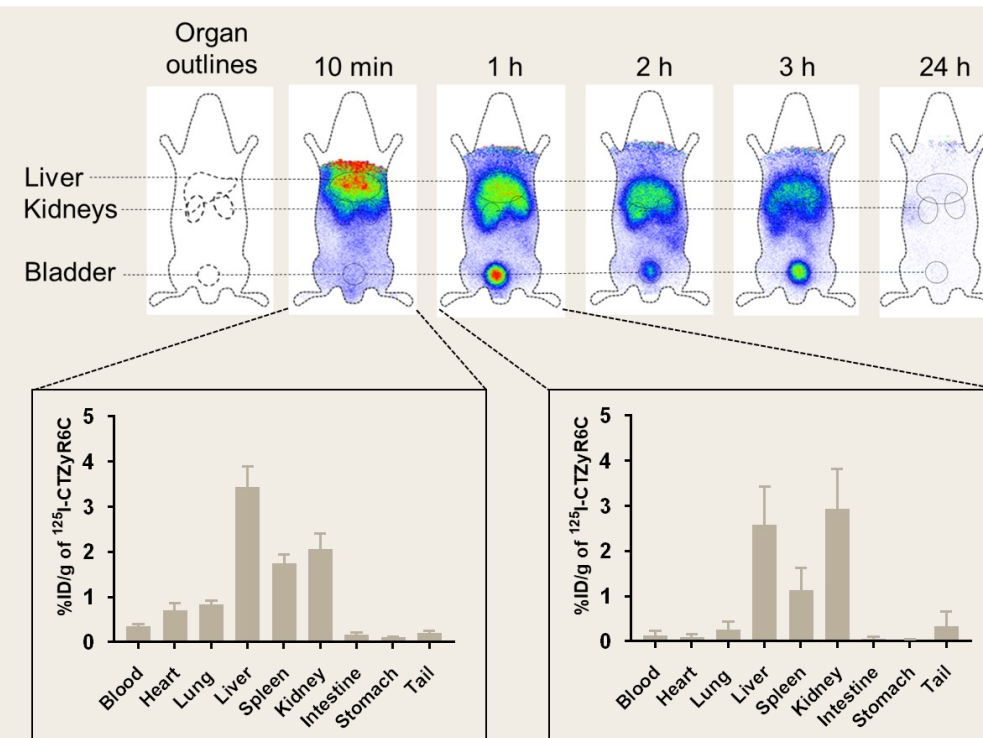 Organ
outlines
10 min
1 h
2 h
3 h
24 h
Liver
Kidneys
Bladder
5
4
3
2
1
0
%ID/g of ¹²⁵I-CTZyR6C
Blood
Heart
Lung
Liver
Spleen
Kidney
Intestine
Stomach
Tail
5
4
3
2
1
0
%ID/g of ¹²⁵I-CTZyR6C
Blood
Heart
Lung
Liver
Spleen
Kidney
Intestine
Stomach
Tail